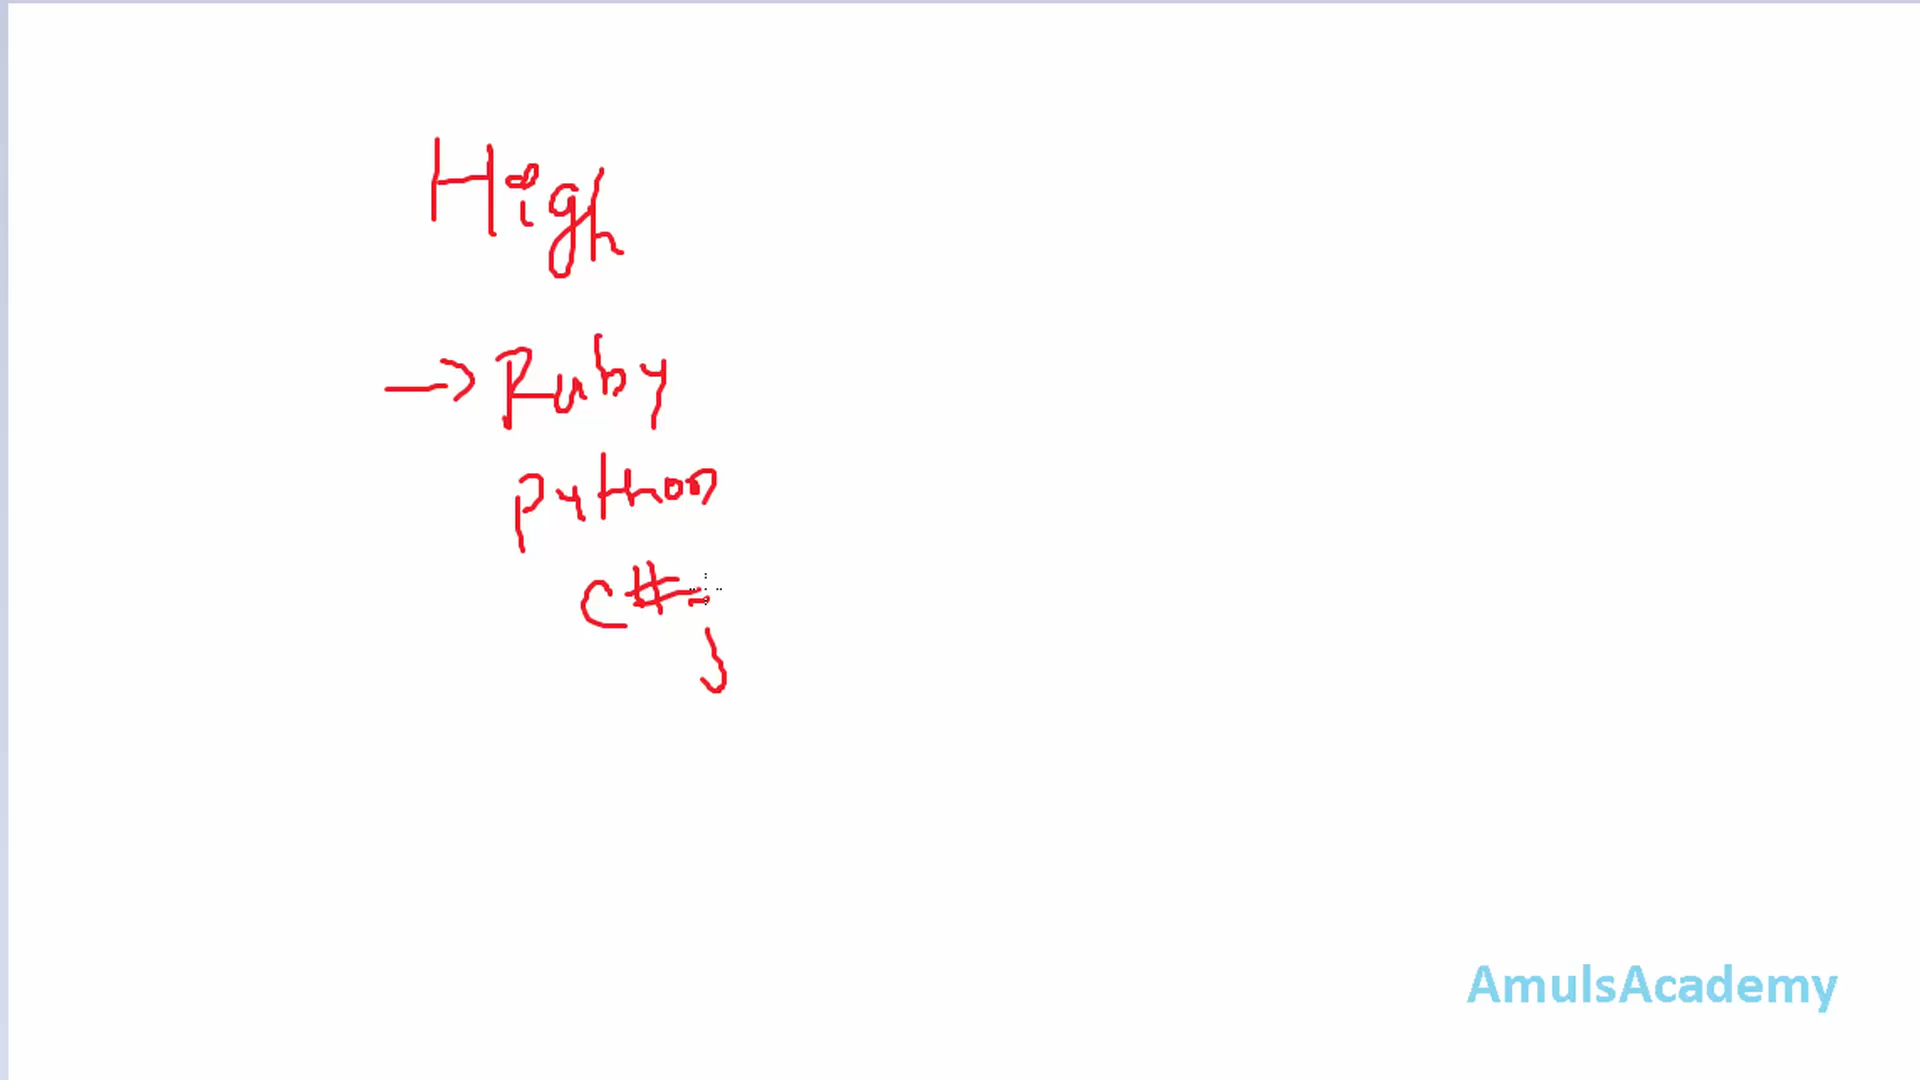 High
→ Ruby
python
C#
J
AmulsAcademy